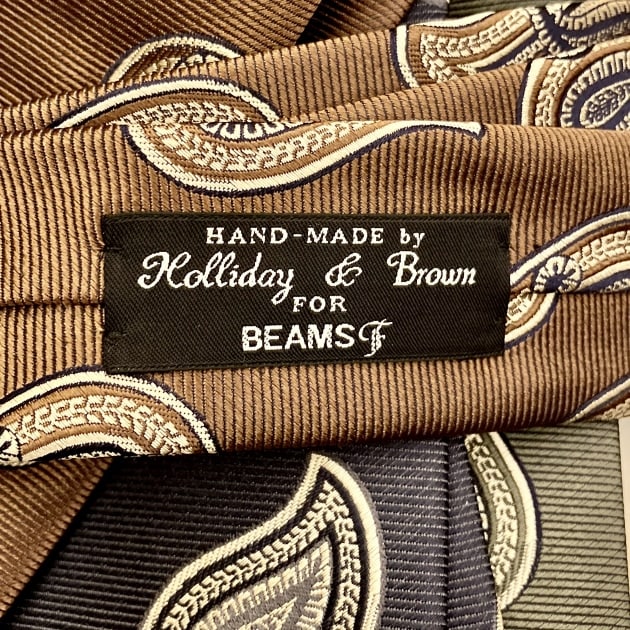 HAND-MADE by
Holliday & Brown
FOR
BEAMS F